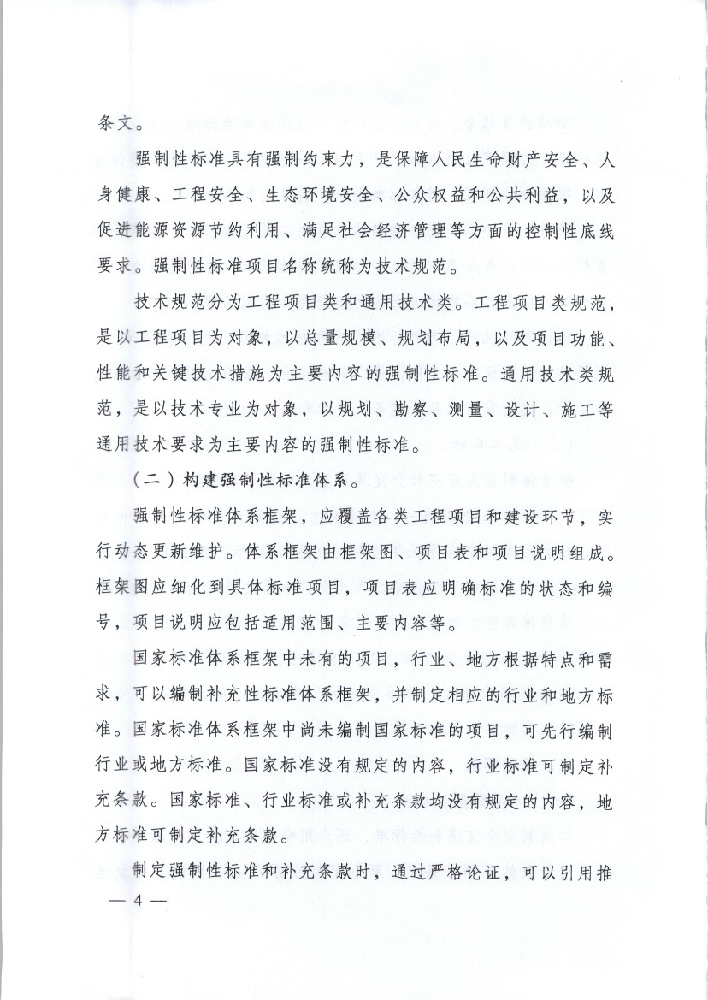 条文。
强制性标准具有强制约束力，是保障人民生命财产安全、人
身健康、工程安全、生态环境安全、公众权益和公共利益，以及
促进能源资源节约利用、满足社会经济管理等方面的控制性底线
要求。强制性标准项目名称统称为技术规范。
技术规范分为工程项目类和通用技术类。工程项目类规范，
是以工程项目为对象，以总量规模、规划布局，以及项目功能、
性能和关键技术措施为主要内容的强制性标准。通用技术类规
范，是以技术专业为对象，以规划、勘察、测量、设计、施工等
通用技术要求为主要内容的强制性标准。
（二）构建强制性标准体系。
强制性标准体系框架，应覆盖各类工程项目和建设环节，实
行动态更新维护。体系框架由框架图、项目表和项目说明组成。
框架图应细化到具体标准项目，项目表应明确标准的状态和编
号，项目说明应包括适用范围、主要内容等。
国家标准体系框架中未有的项目，行业、地方根据特点和需
求，可以编制补充性标准体系框架，并制定相应的行业和地方标
准。国家标准体系框架中尚未编制国家标准的项目，可先行编制
行业或地方标准。国家标准没有规定的内容，行业标准可制定补
充条款。国家标准、行业标准或补充条款均没有规定的内容，地
方标准可制定补充条款。
制定强制性标准和补充条款时，通过严格论证，可以引用推
— 4 —